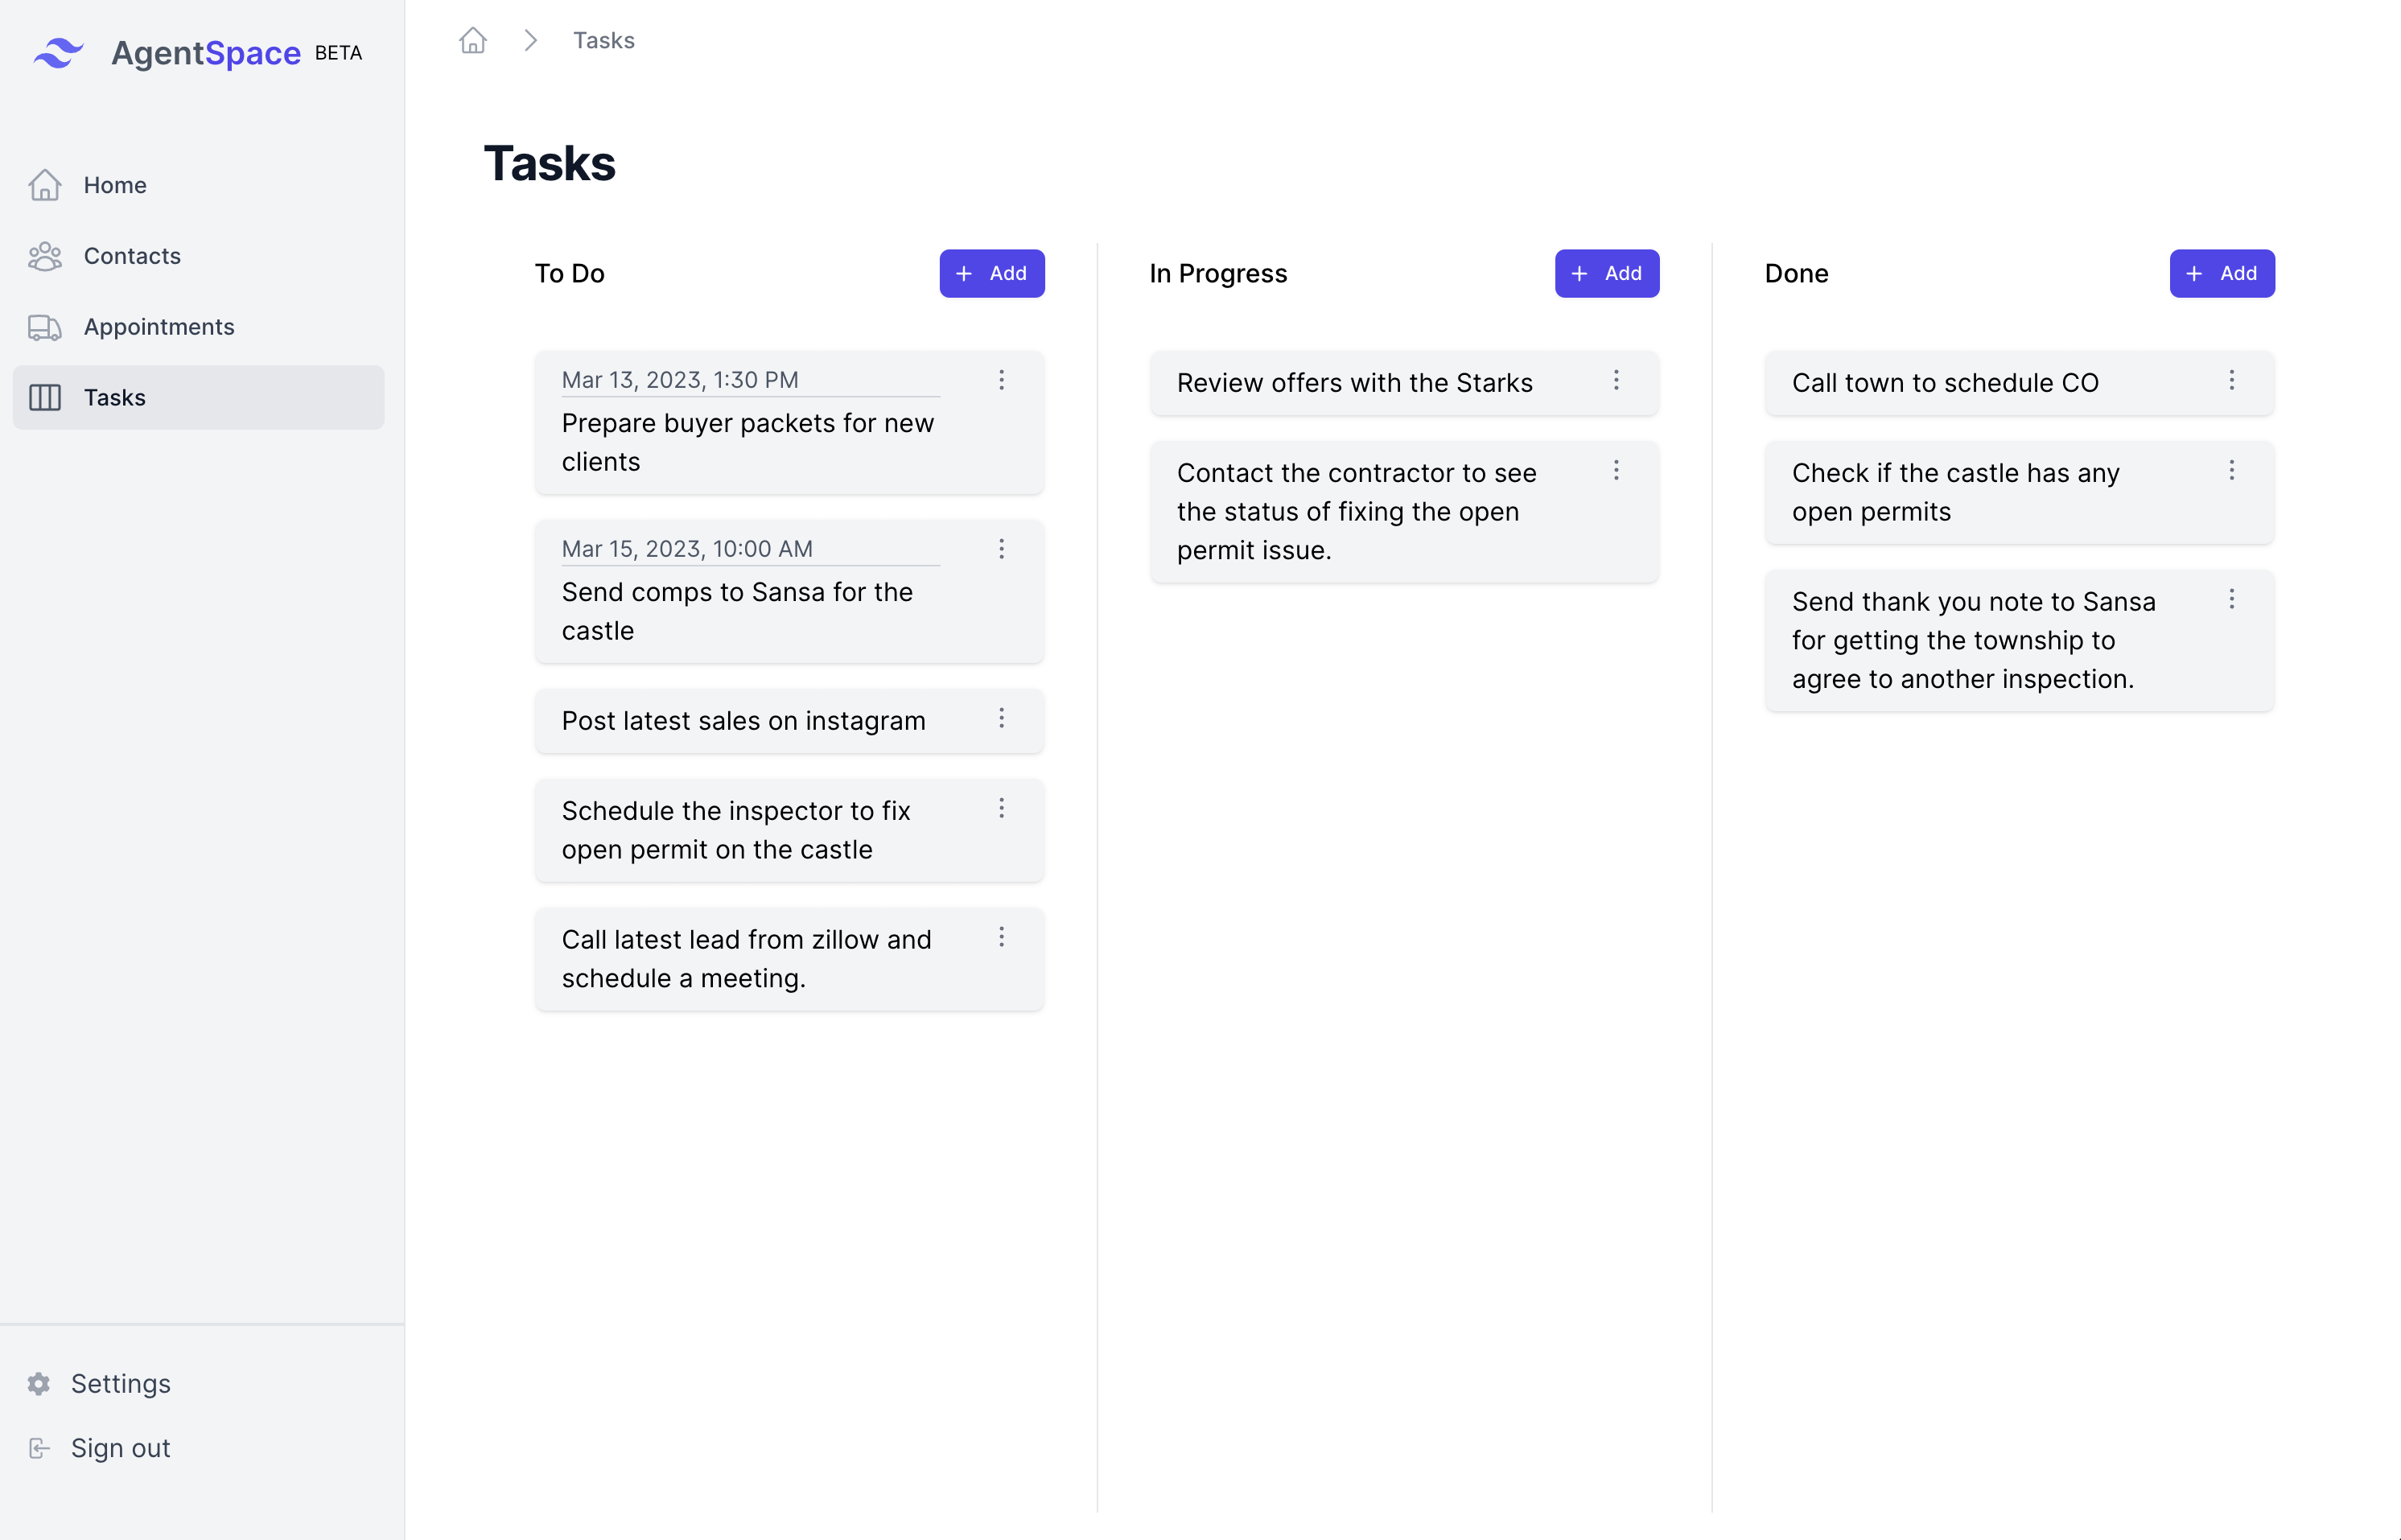 AgentSpace BETA
Home
Contacts
Appointments
Tasks
Settings
Sign out
Tasks
Tasks
To Do
Add
Mar 13, 2023, 1:30 PM
Prepare buyer packets for new
clients
Mar 15, 2023, 10:00 AM
Send comps to Sansa for the
castle
Post latest sales on instagram
Schedule the inspector to fix
open permit on the castle
Call latest lead from zillow and
schedule a meeting.
In Progress
Add
Review offers with the Starks
Contact the contractor to see
the status of fixing the open
permit issue.
Done
Add
Call town to schedule CO
Check if the castle has any
open permits
Send thank you note to Sansa
for getting the township to
agree to another inspection.